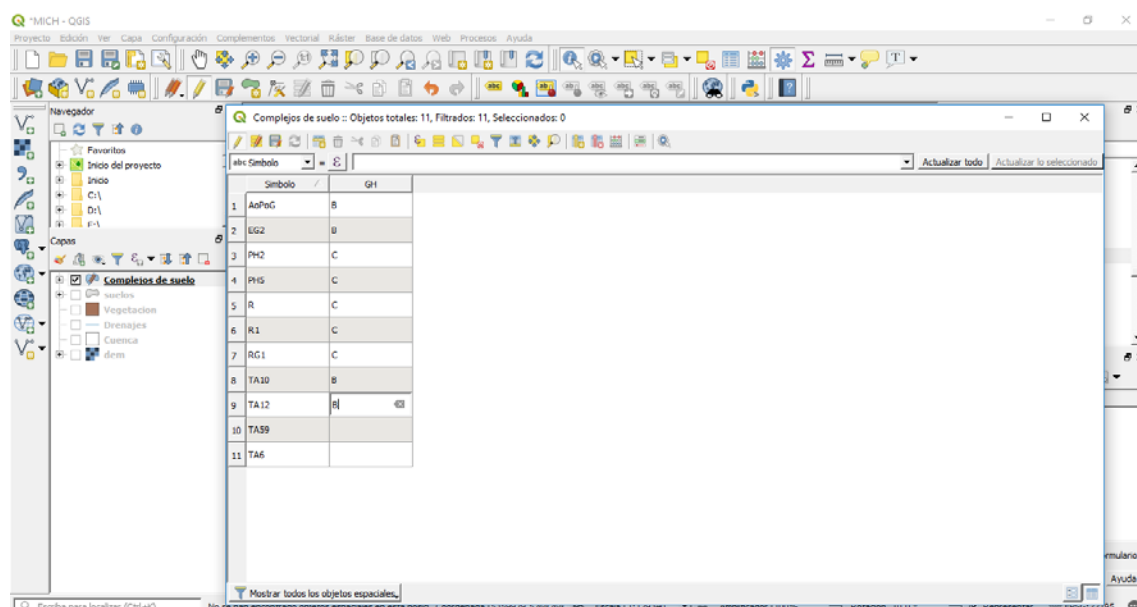 *MICH - QGIS
Proyecto Edición Ver Capa Configuración Complementos Vectorial Ráster Base de datos Web Procesos Ayuda
Navegador
Favoritos
Inicio del proyecto
Inicio
C:\
D:\
Capas
Complejos de suelo
suelos
Vegetacion
Drenajes
Cuenca
dem
Complejos de suelo :: Objetos totales: 11, Filtrados: 11, Seleccionados: 0
abc Simbolo = ε Actualizar todo Actualizar lo seleccionado
Simbolo GH
1 AoPoG B
2 EG2 B
3 PH2 C
4 PH5 C
5 R C
6 R1 C
7 RG1 C
8 TA10 B
9 TA12 B
10 TA59
11 TA6
Mostrar todos los objetos espaciales
rmulario
Ayuda